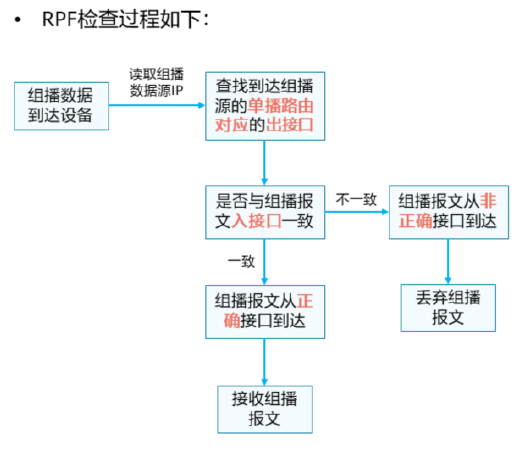 • RPF检查过程如下：
组播数据
到达设备
读取组播
数据源IP
查找到达组播
源的单播路由
对应的出接口
是否与组播报
文入接口一致
不一致
组播报文从非
正确接口到达
一致
组播报文从正
确接口到达
丢弃组播
报文
接收组播
报文